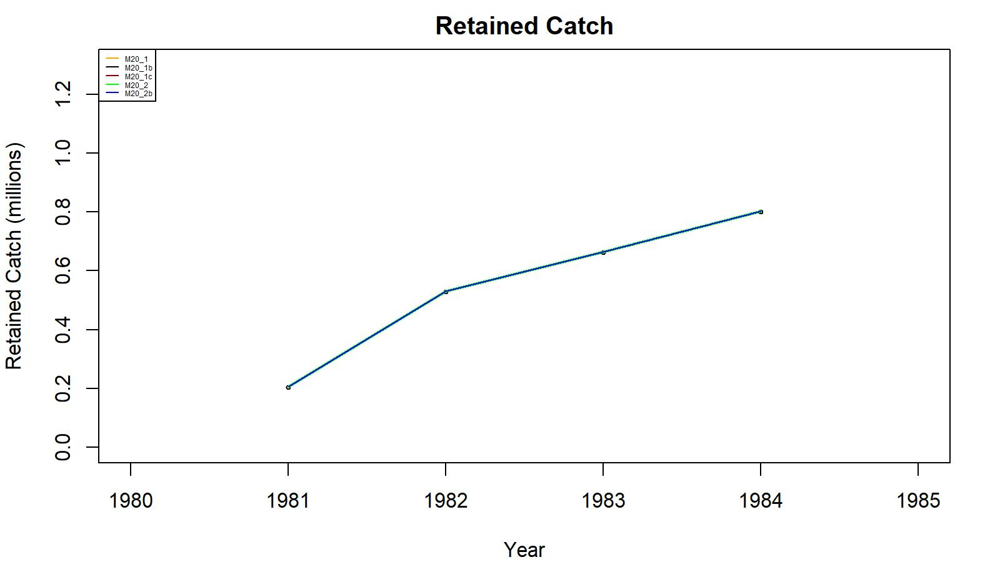 Retained Catch
M20_1
M20_1b
M20_1c
M20_2
M20_2b
Retained Catch (millions)
1.2
1.0
0.8
0.6
0.4
0.2
0.0
1980 1981 1982 1983 1984 1985
Year